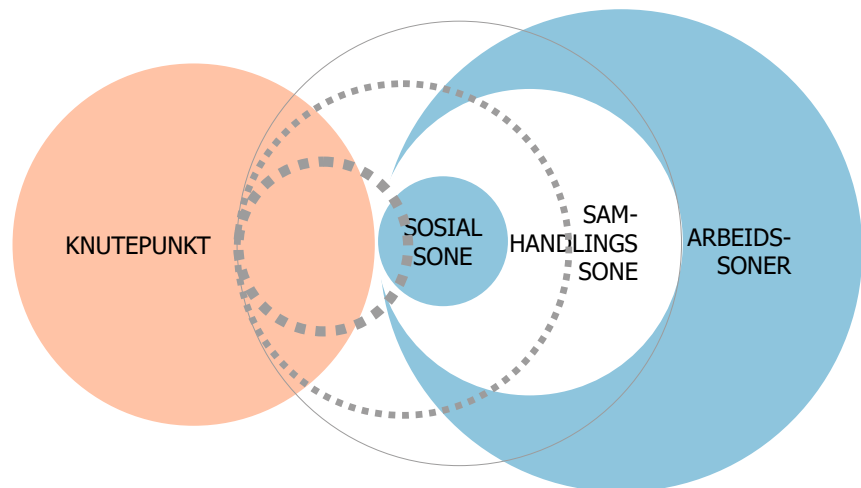 KNUTEPUNKT
SOSIAL
SONE
SAM-
HANDLINGS
SONE
ARBEIDS-
SONER